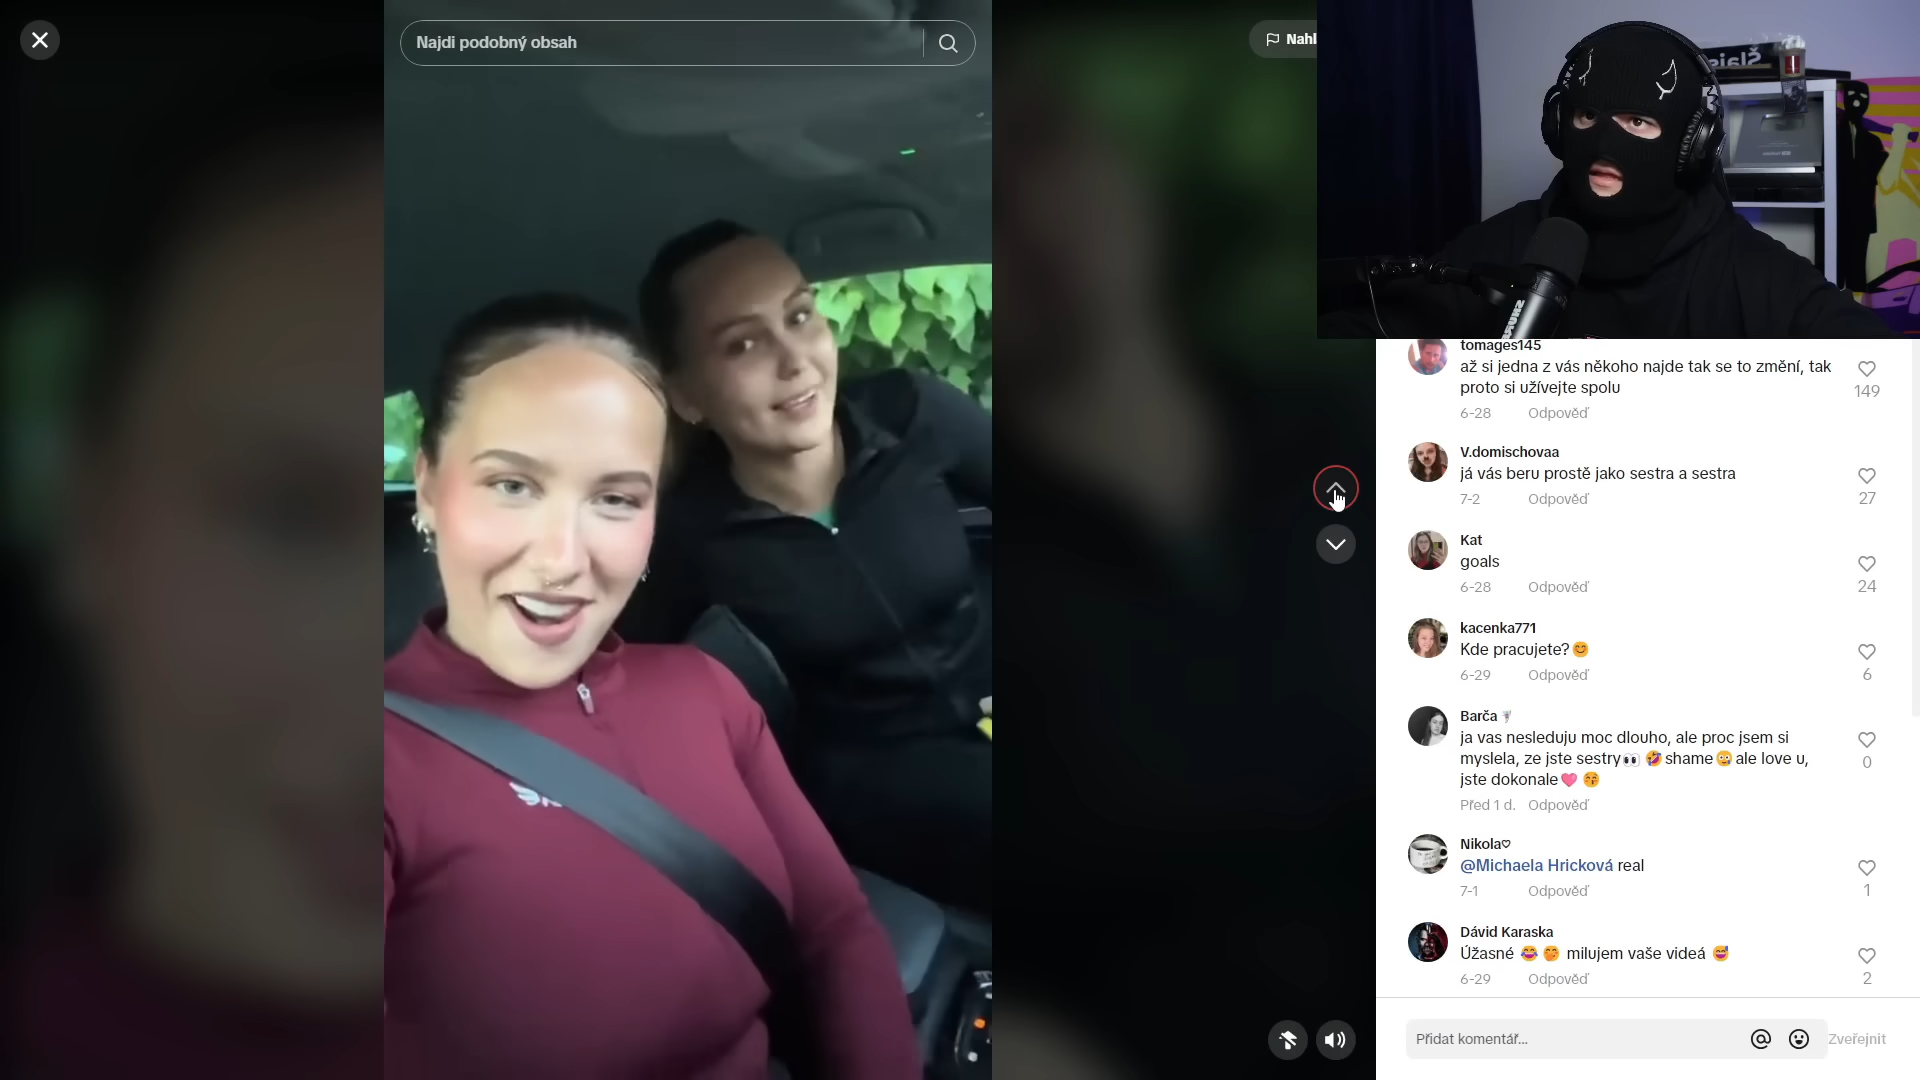 Najdi podobný obsah
Nahl
tomages145
až si jedna z vás někoho najde tak se to změní, tak
proto si užívejte spolu
149
6-28 Odpověď
V.domischovaa
já vás beru prostě jako sestra a sestra
27
7-2 Odpověď
Kat
goals
24
6-28 Odpověď
kacenka771
Kde pracujete?😊
6
6-29 Odpověď
Barča
ja vas nesleduju moc dlouho, ale proc jsem si
myslela, ze jste sestry👀 🤣shame😳ale love u,
jste dokonale🩷 😚
0
Před 1 d. Odpověď
Nikola♡
@Michaela Hricková real
1
7-1 Odpověď
Dávid Karaska
Úžasné 😂 🤭 milujem vaše videá 😅
2
6-29 Odpověď
Přidat komentář...
Zveřejnit